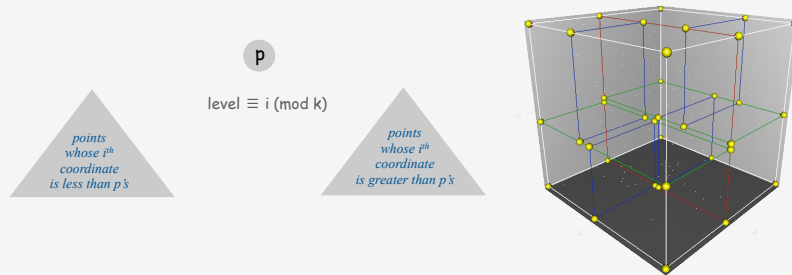 p
level ≡ i (mod k)
points
whose iᵗʰ
coordinate
is less than p's
points
whose iᵗʰ
coordinate
is greater than p's